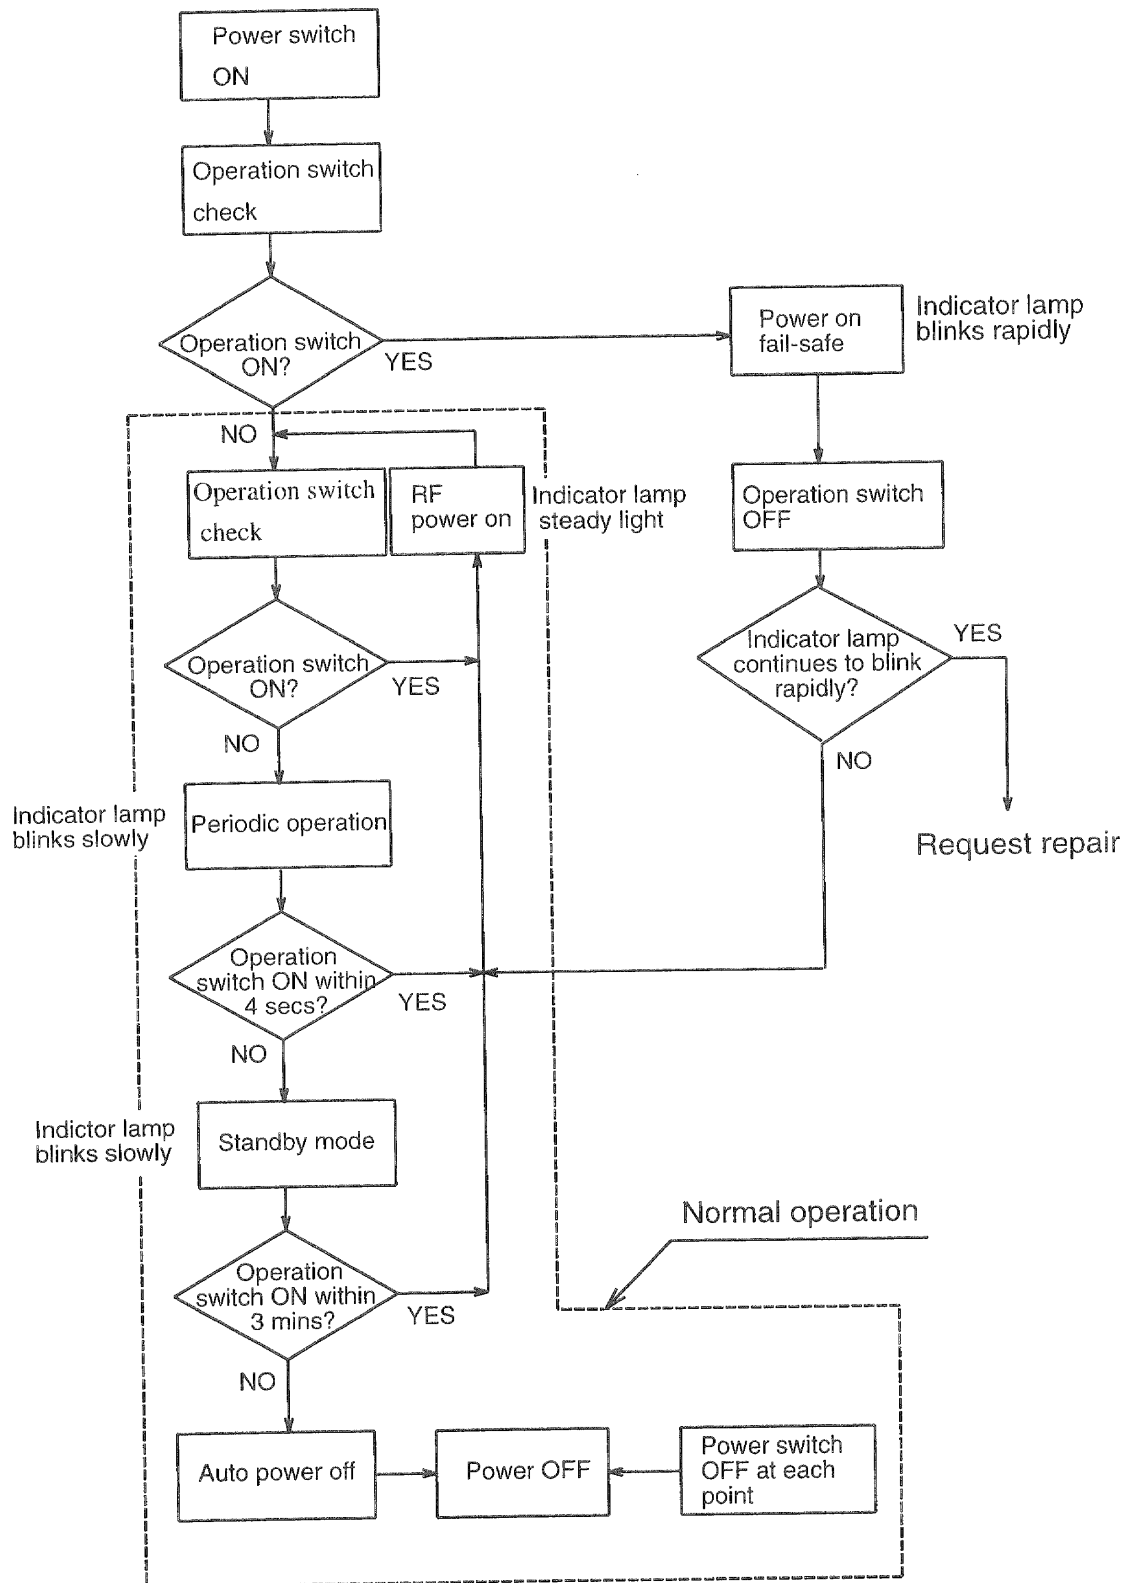 Power switch
ON
Operation switch
check
Operation switch
ON?
YES
Power on
fail-safe
Indicator lamp
blinks rapidly
NO
Operation switch
check
RF
power on
Indicator lamp
steady light
Operation switch
OFF
Operation switch
ON?
YES
Indicator lamp
continues to blink
rapidly?
YES
NO
NO
Request repair
Indicator lamp
blinks slowly
Periodic operation
Operation
switch ON within
4 secs?
YES
NO
Indictor lamp
blinks slowly
Standby mode
Normal operation
Operation
switch ON within
3 mins?
YES
NO
Auto power off
Power OFF
Power switch
OFF at each
point